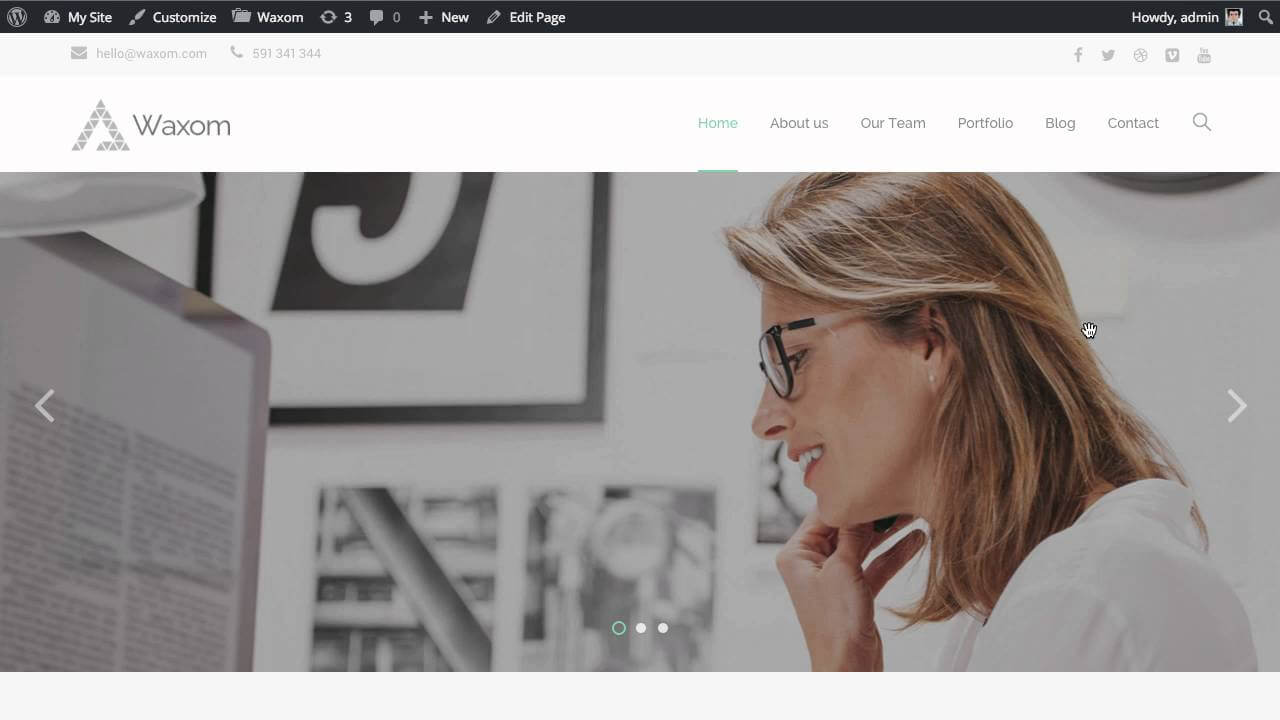 My Site Customize Waxom 3 0 New Edit Page Howdy, admin
hello@waxom.com 591 341 344
Waxom Home About us Our Team Portfolio Blog Contact